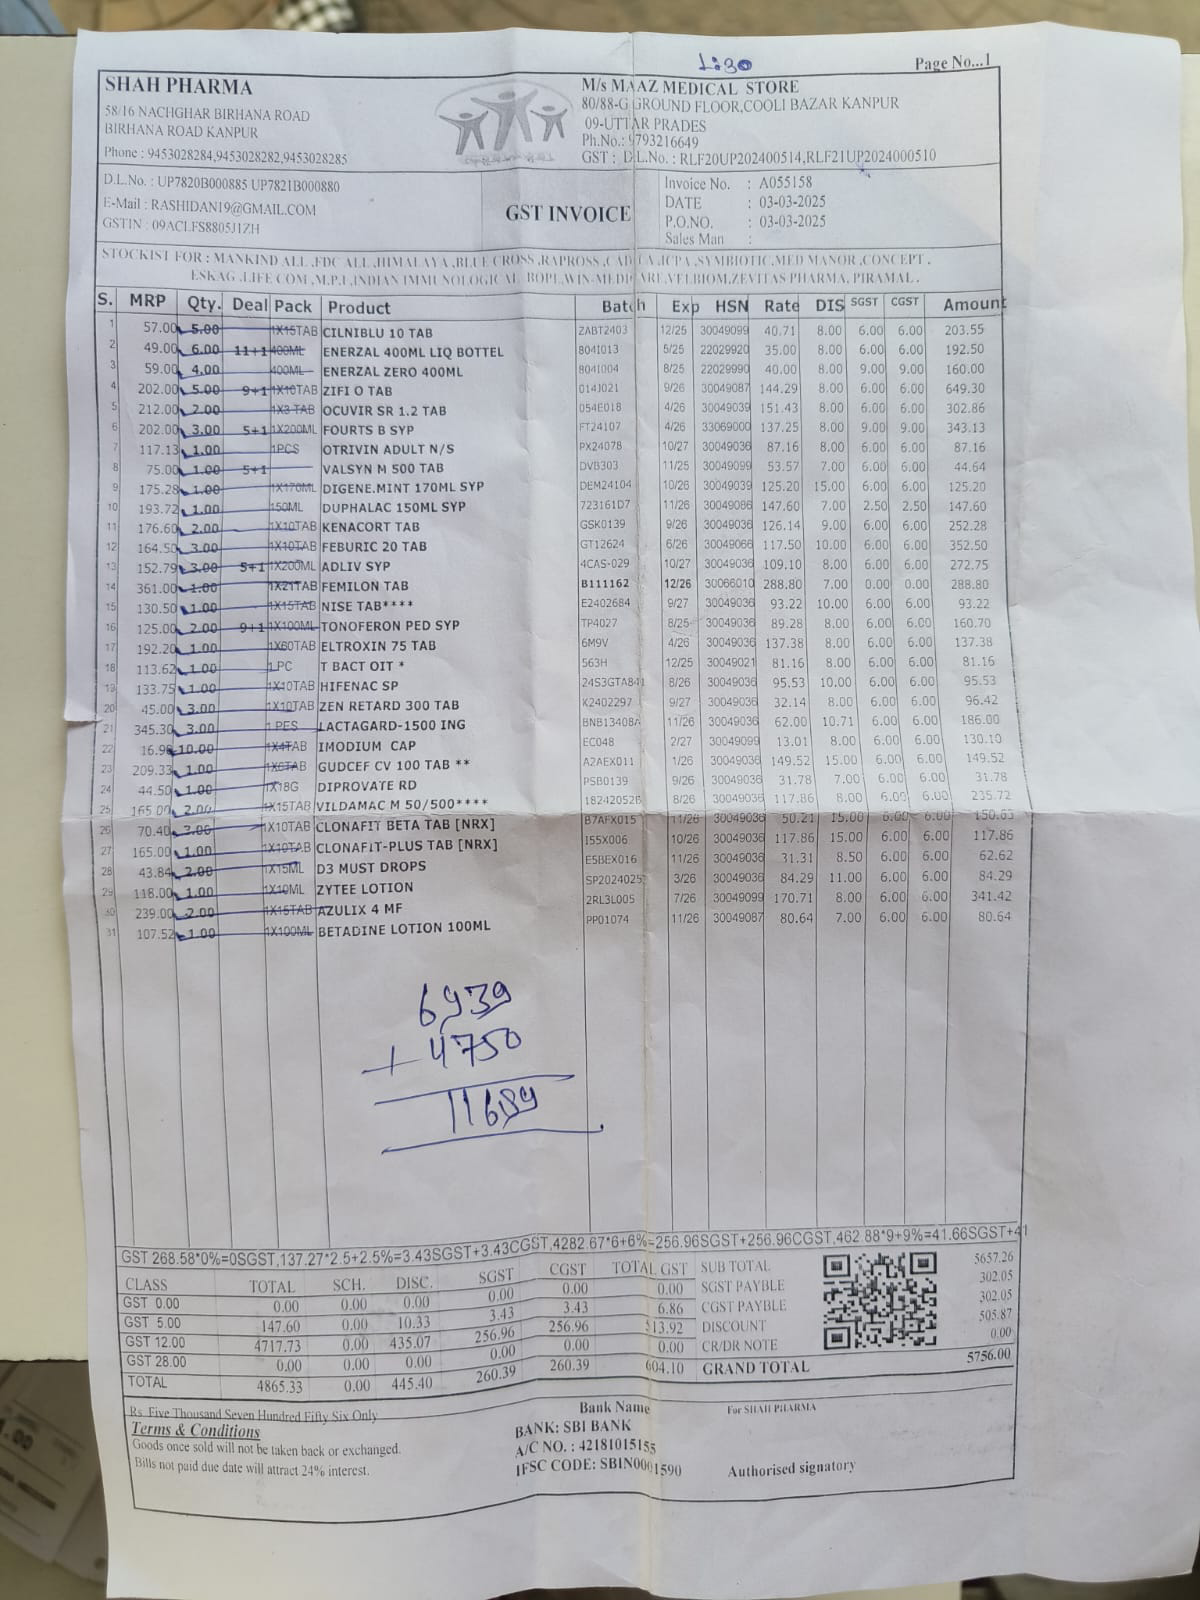 1:30
Page No...1
SHAH PHARMA
58/16 NACHGHAR BIRHANA ROAD
BIRHANA ROAD KANPUR
Phone : 9453028284,9453028282,9453028285
M/s MAAZ MEDICAL STORE
80/88-G GROUND FLOOR,COOLI BAZAR KANPUR
09-UTTAR PRADES
Ph.No.: 9793216649
GST : D.L.No. : RLF20UP202400514,RLF21UP2024000510
D.L.No. : UP7820B000885 UP7821B000880
E-Mail : RASHIDAN19@GMAIL.COM
GSTIN : 09ACLFS8805J1ZH
GST INVOICE
Invoice No. : A055158
DATE : 03-03-2025
P.O.NO. : 03-03-2025
Sales Man :
STOCKIST FOR : MANKIND ALL ,FDC ALL ,HIMALAYA ,BLUE CROSS ,RAPROSS ,CADILA ,ICPA ,SYMBIOTIC ,MED MANOR ,CONCEPT .
ESKAG .LIFE COM , INDIAN IMMUNOLOGICAL BOPL,WIN-MEDICARE,VELBIOM,ZEVITAS PHARMA, PIRAMAL .
S. MRP Qty. Deal Pack Product Batch Exp HSN Rate DIS SGST CGST Amount
1 57.00 5.00 1X15TAB CILNIBLU 10 TAB 2ABT2403 12/25 30049099 40.71 8.00 6.00 6.00 203.55
2 49.00 6.00 11+1 400ML ENERZAL 400ML LIQ BOTTEL 8041013 5/25 22029920 35.00 8.00 6.00 6.00 192.50
3 59.00 4.00 400ML ENERZAL ZERO 400ML 8041004 8/25 22029990 40.00 8.00 9.00 9.00 160.00
4 202.00 5.00 9+1 1X10TAB ZIFI O TAB 014J021 9/26 30049087 144.29 8.00 6.00 6.00 649.30
5 212.00 2.00 1X3 TAB OCUVIR SR 1.2 TAB 054E018 4/26 30049039 151.43 8.00 6.00 6.00 302.86
6 202.00 3.00 5+1 1X200ML FOURTS B SYP FT24107 4/26 33069000 137.25 8.00 9.00 9.00 343.13
7 117.13 1.00 1PCS OTRIVIN ADULT N/S PX24078 10/27 30049036 87.16 8.00 6.00 6.00 87.16
8 75.00 1.00 5+1 VALSYN M 500 TAB DVB303 11/25 30049099 53.57 7.00 6.00 6.00 44.64
9 175.28 1.00 1X170ML DIGENE.MINT 170ML SYP DEM24104 10/26 30049039 125.20 15.00 6.00 6.00 125.20
10 193.72 1.00 150ML DUPHALAC 150ML SYP 723161D7 11/26 30049086 147.60 7.00 2.50 2.50 147.60
11 176.60 2.00 1X10TAB KENACORT TAB GSK0139 9/26 30049036 126.14 9.00 6.00 6.00 252.28
12 164.50 3.00 1X10TAB FEBURIC 20 TAB GT12624 6/26 30049066 117.50 10.00 6.00 6.00 352.50
13 152.79 3.00 5+1 1X200ML ADLIV SYP 4CAS-029 10/27 30049036 109.10 8.00 6.00 6.00 272.75
14 361.00 1.00 1X21TAB FEMILON TAB B111162 12/26 30066010 288.80 7.00 0.00 0.00 288.80
15 130.50 1.00 1X15TAB NISE TAB**** E2402684 9/27 30049036 93.22 10.00 6.00 6.00 93.22
16 125.00 2.00 9+1 1X100ML TONOFERON PED SYP TP4027 8/25 30049036 89.28 8.00 6.00 6.00 160.70
17 192.20 1.00 1X60TAB ELTROXIN 75 TAB 6M9V 4/26 30049036 137.38 8.00 6.00 6.00 137.38
18 113.62 1.00 1.PC T BACT OIT * 563H 12/25 30049021 81.16 8.00 6.00 6.00 81.16
19 133.75 1.00 1X10TAB HIFENAC SP 24S3GTA841 8/26 30049036 95.53 10.00 6.00 6.00 95.53
20 45.00 3.00 1X10TAB ZEN RETARD 300 TAB K2402297 9/27 30049036 32.14 8.00 6.00 6.00 96.42
21 345.30 3.00 1.PES LACTAGARD-1500 ING BNB13408A 11/26 30049036 62.00 10.71 6.00 6.00 186.00
22 16.98 10.00 1X4TAB IMODIUM CAP EC048 2/27 30049099 13.01 8.00 6.00 6.00 130.10
23 209.33 1.00 1X6TAB GUDCEF CV 100 TAB ** A2AEX011 1/26 30049036 149.52 15.00 6.00 6.00 149.52
24 44.50 1.00 1X18G DIPROVATE RD PSB0139 9/26 30049036 31.78 7.00 6.00 6.00 31.78
25 165.00 2.00 1X15TAB VILDAMAC M 50/500**** 182420526 8/26 30049036 117.86 8.00 6.00 6.00 235.72
26 70.40 3.00 1X10TAB CLONAFIT BETA TAB [NRX] B7AFX015 11/26 30049036 50.21 15.00 6.00 6.00 150.63
27 165.00 1.00 1X10TAB CLONAFIT-PLUS TAB [NRX] I55X006 10/26 30049036 117.86 15.00 6.00 6.00 117.86
28 43.84 2.00 1X15ML D3 MUST DROPS E5BEX016 11/26 30049036 31.31 8.50 6.00 6.00 62.62
29 118.00 1.00 1X10ML ZYTEE LOTION SP2024025 3/26 30049036 84.29 11.00 6.00 6.00 84.29
30 239.00 2.00 1X15TAB AZULIX 4 MF 2RL3L005 7/26 30049099 170.71 8.00 6.00 6.00 341.42
31 107.52 1.00 1X100ML BETADINE LOTION 100ML PP01074 11/26 30049087 80.64 7.00 6.00 6.00 80.64
6939
+ 4750
11689
GST 268.58*0%=0SGST,137.27*2.5+2.5%=3.43SGST+3.43CGST,4282.67*6+6%=256.96SGST+256.96CGST,462.88*9+9%=41.66SGST+41
CLASS TOTAL SCH. DISC. SGST CGST TOTAL GST
GST 0.00 0.00 0.00 0.00 0.00 0.00 0.00
GST 5.00 147.60 0.00 10.33 3.43 3.43 6.86
GST 12.00 4717.73 0.00 435.07 256.96 256.96 513.92
GST 28.00 0.00 0.00 0.00 0.00 0.00 0.00
TOTAL 4865.33 0.00 445.40 260.39 260.39 604.10
SUB TOTAL 5657.26
SGST PAYBLE 302.05
CGST PAYBLE 302.05
DISCOUNT 505.87
CR/DR NOTE 0.00
GRAND TOTAL 5756.00
Rs. Five Thousand Seven Hundred Fifty Six Only
Terms & Conditions
Goods once sold will not be taken back or exchanged.
Bills not paid due date will attract 24% interest.
Bank Name
BANK: SBI BANK
A/C NO. : 42181015155
IFSC CODE: SBIN0001590
For SHAH PHARMA
Authorised signatory